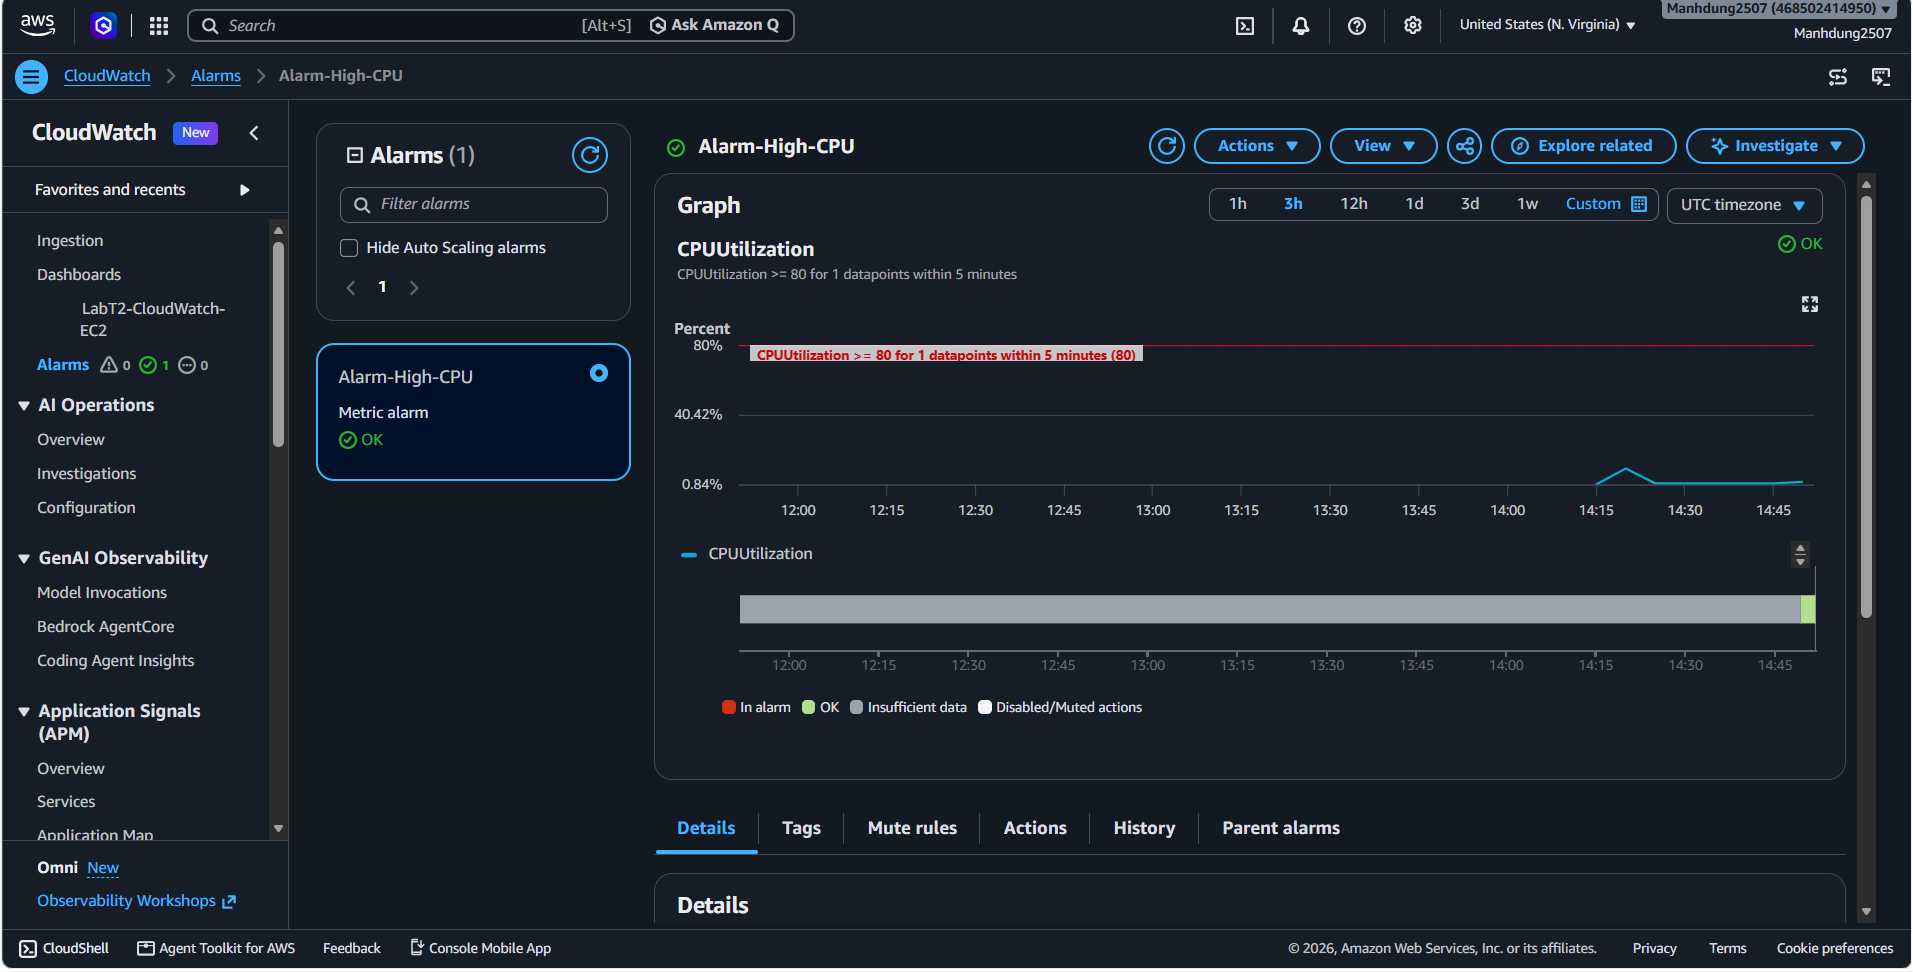 aws
Search [Alt+S] Ask Amazon Q
United States (N. Virginia)
Manhdung2507 (468502414950)
Manhdung2507
CloudWatch
Alarms
Alarm-High-CPU
CloudWatch New
Favorites and recents
Ingestion
Dashboards
LabT2-CloudWatch-
EC2
Alarms 0 1 0
AI Operations
Overview
Investigations
Configuration
GenAI Observability
Model Invocations
Bedrock AgentCore
Coding Agent Insights
Application Signals
(APM)
Overview
Services
Application Map
Omni New
Observability Workshops
Alarms (1)
Filter alarms
Hide Auto Scaling alarms
1
Alarm-High-CPU
Metric alarm
OK
Alarm-High-CPU
Actions
View
Explore related
Investigate
Graph
1h 3h 12h 1d 3d 1w Custom
UTC timezone
CPUUtilization
OK
CPUUtilization >= 80 for 1 datapoints within 5 minutes
Percent
80%
CPUUtilization >= 80 for 1 datapoints within 5 minutes (80)
40.42%
0.84%
12:00 12:15 12:30 12:45 13:00 13:15 13:30 13:45 14:00 14:15 14:30 14:45
CPUUtilization
12:00 12:15 12:30 12:45 13:00 13:15 13:30 13:45 14:00 14:15 14:30 14:45
In alarm OK Insufficient data Disabled/Muted actions
Details Tags Mute rules Actions History Parent alarms
Details
CloudShell Agent Toolkit for AWS Feedback Console Mobile App
© 2026, Amazon Web Services, Inc. or its affiliates. Privacy Terms Cookie preferences